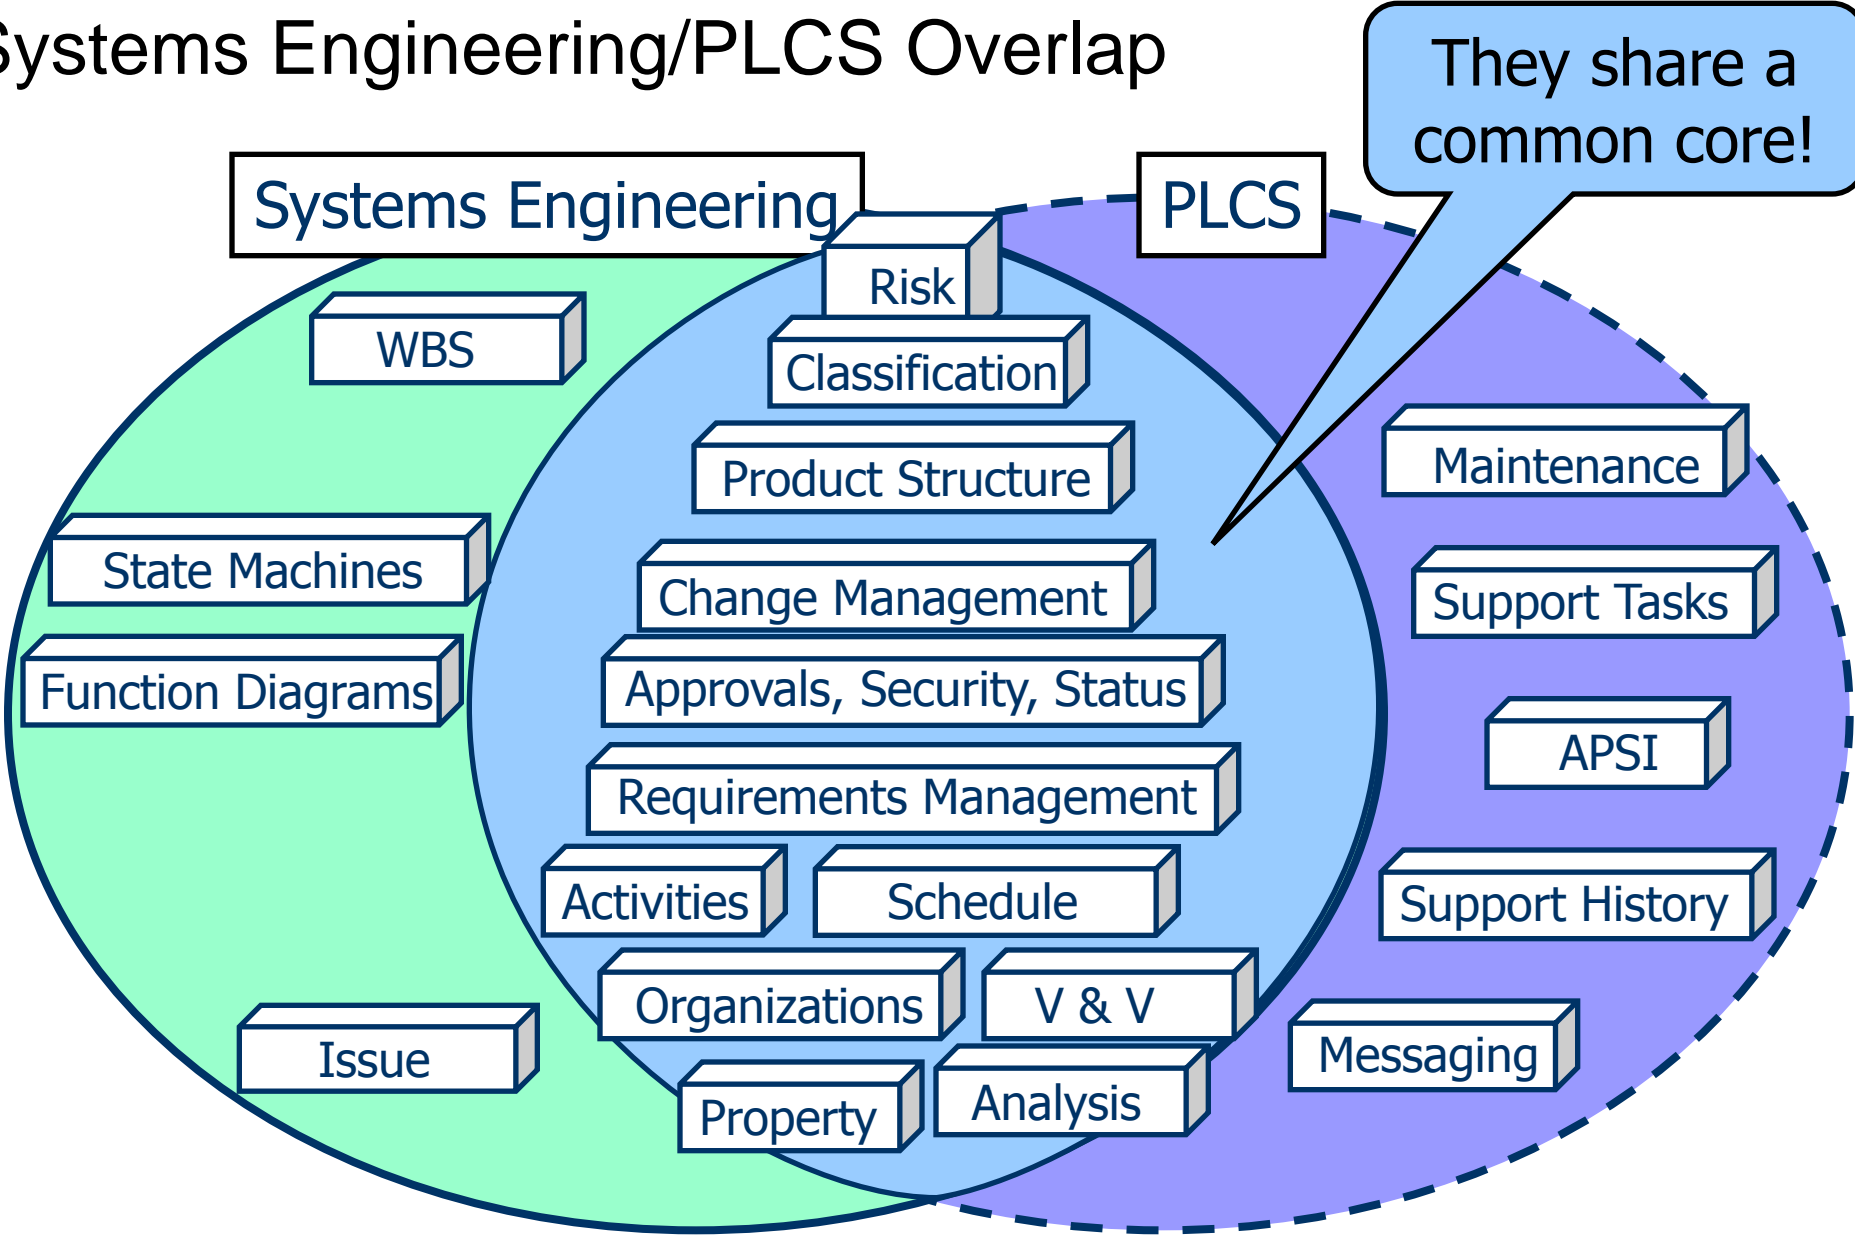 Systems Engineering/PLCS Overlap
They share a
common core!
Systems Engineering
PLCS
Risk
WBS
Classification
Product Structure
Maintenance
State Machines
Change Management
Support Tasks
Function Diagrams
Approvals, Security, Status
APSI
Requirements Management
Activities
Schedule
Support History
Organizations
V & V
Issue
Messaging
Property
Analysis